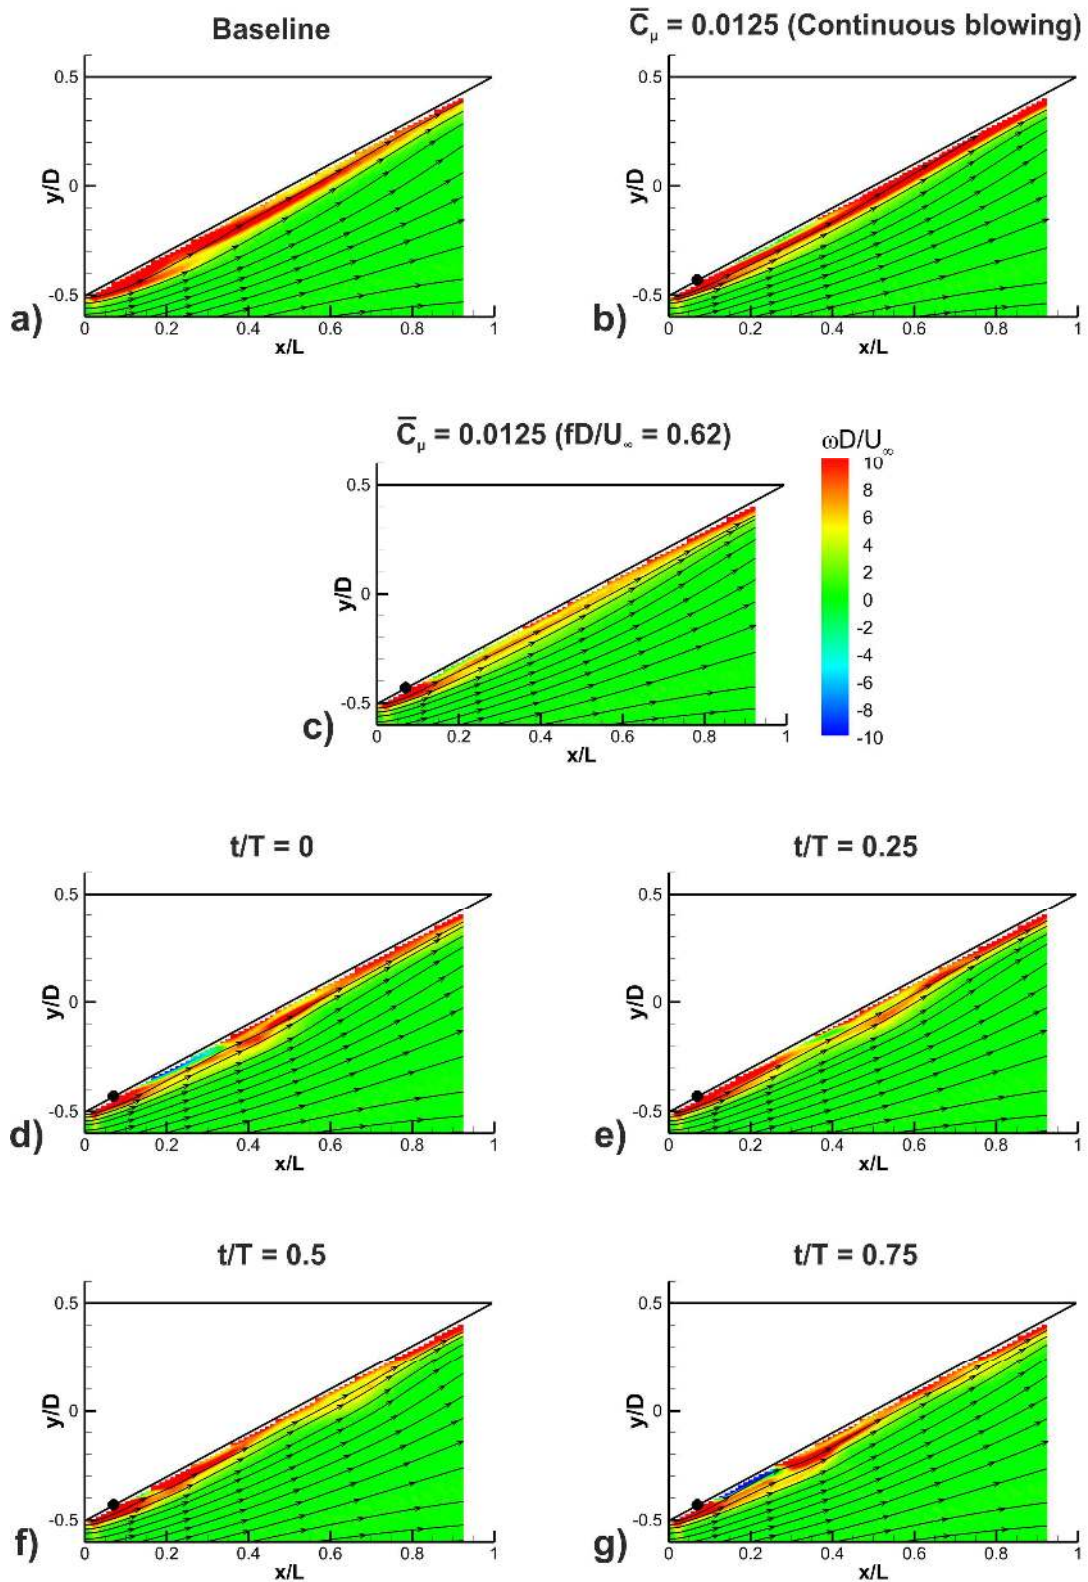 Baseline
C̅μ = 0.0125 (Continuous blowing)
0.5
y/D
0
-0.5
a)
0
0.2
0.4
0.6
0.8
1
x/L
0.5
y/D
0
-0.5
b)
0
0.2
0.4
0.6
0.8
1
x/L
C̅μ = 0.0125 (fD/U∞ = 0.62)
0.5
y/D
0
-0.5
c)
0
0.2
0.4
0.6
0.8
1
x/L
ωD/U∞
10
8
6
4
2
0
-2
-4
-6
-8
-10
t/T = 0
0.5
y/D
0
-0.5
d)
0
0.2
0.4
0.6
0.8
1
x/L
t/T = 0.25
0.5
y/D
0
-0.5
e)
0
0.2
0.4
0.6
0.8
1
x/L
t/T = 0.5
0.5
y/D
0
-0.5
f)
0
0.2
0.4
0.6
0.8
1
x/L
t/T = 0.75
0.5
y/D
0
-0.5
g)
0
0.2
0.4
0.6
0.8
1
x/L